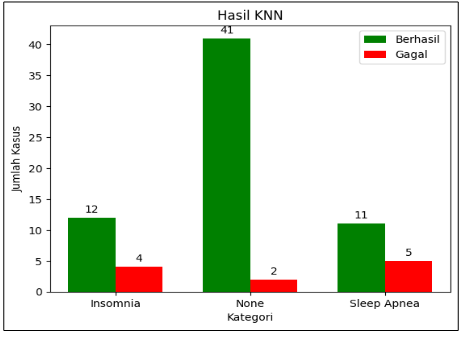 Hasil KNN
Berhasil
Gagal
Jumlah Kasus
40
35
30
25
20
15
10
5
0
12
4
41
2
11
5
Insomnia
None
Sleep Apnea
Kategori